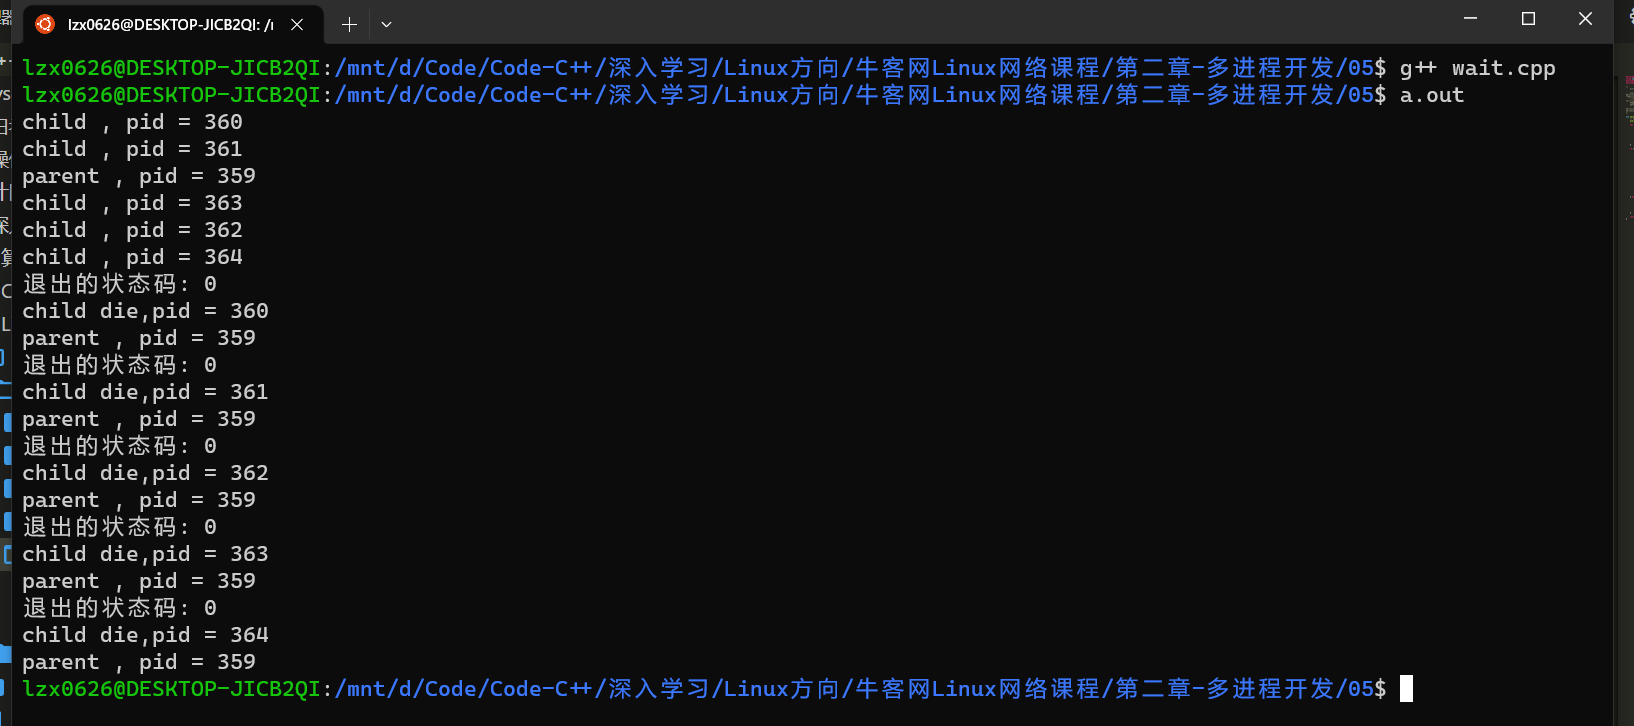 lzx0626@DESKTOP-JICB2QI: /r
lzx0626@DESKTOP-JICB2QI:/mnt/d/Code/Code-C++/深入学习/Linux方向/牛客网Linux网络课程/第二章-多进程开发/05$ g++ wait.cpp
lzx0626@DESKTOP-JICB2QI:/mnt/d/Code/Code-C++/深入学习/Linux方向/牛客网Linux网络课程/第二章-多进程开发/05$ a.out
child , pid = 360
child , pid = 361
parent , pid = 359
child , pid = 363
child , pid = 362
child , pid = 364
退出的状态码: 0
child die,pid = 360
parent , pid = 359
退出的状态码: 0
child die,pid = 361
parent , pid = 359
退出的状态码: 0
child die,pid = 362
parent , pid = 359
退出的状态码: 0
child die,pid = 363
parent , pid = 359
退出的状态码: 0
child die,pid = 364
parent , pid = 359
lzx0626@DESKTOP-JICB2QI:/mnt/d/Code/Code-C++/深入学习/Linux方向/牛客网Linux网络课程/第二章-多进程开发/05$